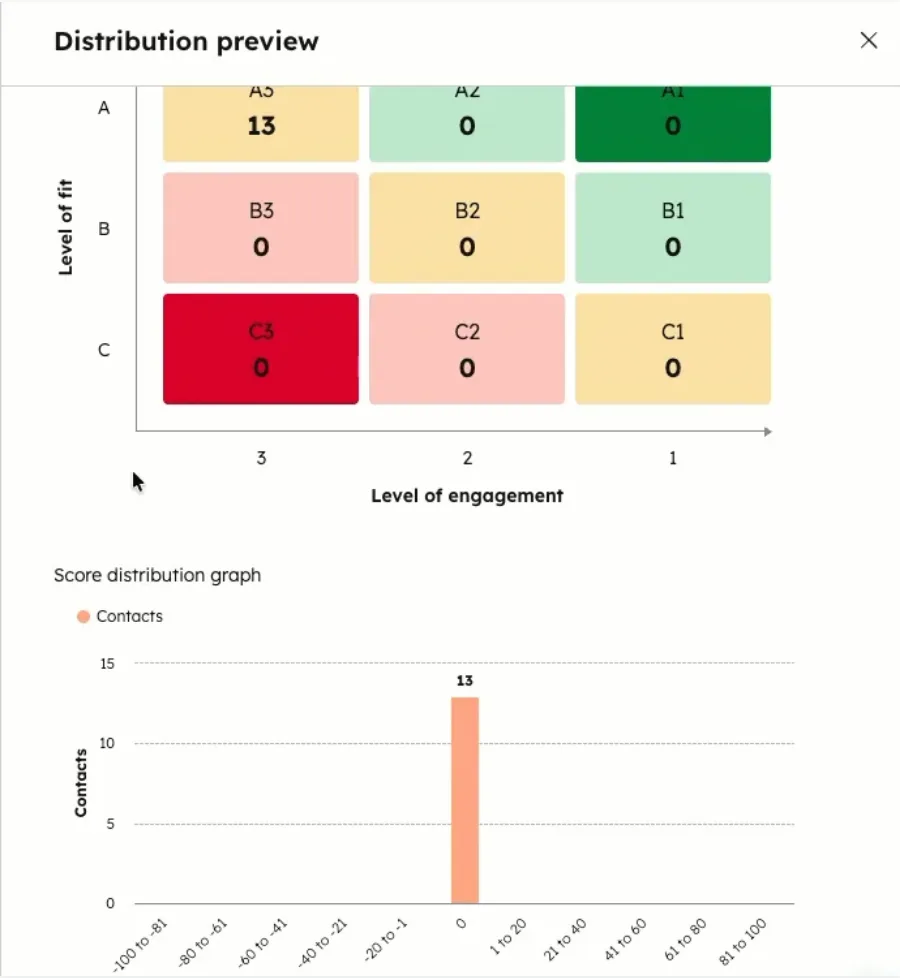 Distribution preview
A
A3 A2 A1
13 0 0
Level of fit
B
B3 B2 B1
0 0 0
C
C3 C2 C1
0 0 0
3 2 1
Level of engagement
Score distribution graph
Contacts
15
13
10
Contacts
5
0
-100 to -81 -80 to -61 -60 to -41 -40 to -21 -20 to -1 0 1 to 20 21 to 40 41 to 60 61 to 80 81 to 100